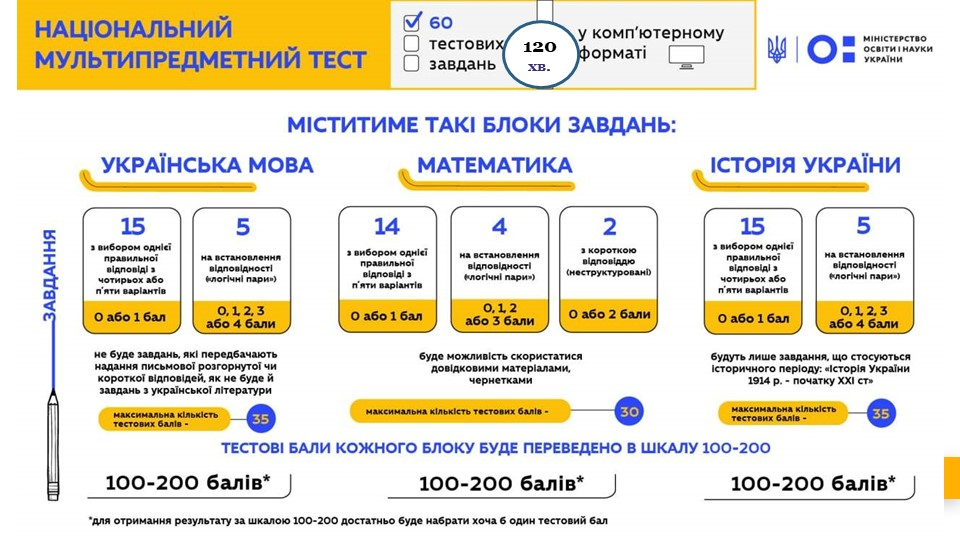 НАЦІОНАЛЬНИЙ
МУЛЬТИПРЕДМЕТНИЙ ТЕСТ
60
тестових
завдань
120
хв.
у комп’ютерному
форматі
МІНІСТЕРСТВО
ОСВІТИ І НАУКИ
УКРАЇНИ
МІСТИТИМЕ ТАКІ БЛОКИ ЗАВДАНЬ:
УКРАЇНСЬКА МОВА
МАТЕМАТИКА
ІСТОРІЯ УКРАЇНИ
ЗАВДАННЯ
15
з вибором однієї
правильної
відповіді з
чотирьох або
п’яти варіантів
0 або 1 бал
5
на встановлення
відповідності
(«логічні пари»)
0, 1, 2, 3
або 4 бали
14
з вибором однієї
правильної
відповіді з
п’яти варіантів
0 або 1 бал
4
на встановлення
відповідності
(«логічні пари»)
0, 1, 2
або 3 бали
2
з короткою
відповіддю
(неструктуровані)
0 або 2 бали
15
з вибором однієї
правильної
відповіді з
чотирьох або
п’яти варіантів
0 або 1 бал
5
на встановлення
відповідності
(«логічні пари»)
0, 1, 2, 3
або 4 бали
не буде завдань, які передбачають
надання письмової розгорнутої чи
короткої відповідей, як не буде й
завдань з української літератури
буде можливість скористатися
довідковими матеріалами,
чернетками
будуть лише завдання, що стосуються
історичного періоду: «Історія України
1914 р. - початку ХХІ ст»
максимальна кількість
тестових балів -
35
максимальна кількість тестових балів -
30
максимальна кількість
тестових балів -
35
ТЕСТОВІ БАЛИ КОЖНОГО БЛОКУ БУДЕ ПЕРЕВЕДЕНО В ШКАЛУ 100-200
100-200 балів*
100-200 балів*
100-200 балів*
*для отримання результату за шкалою 100-200 достатньо буде набрати хоча б один тестовий бал